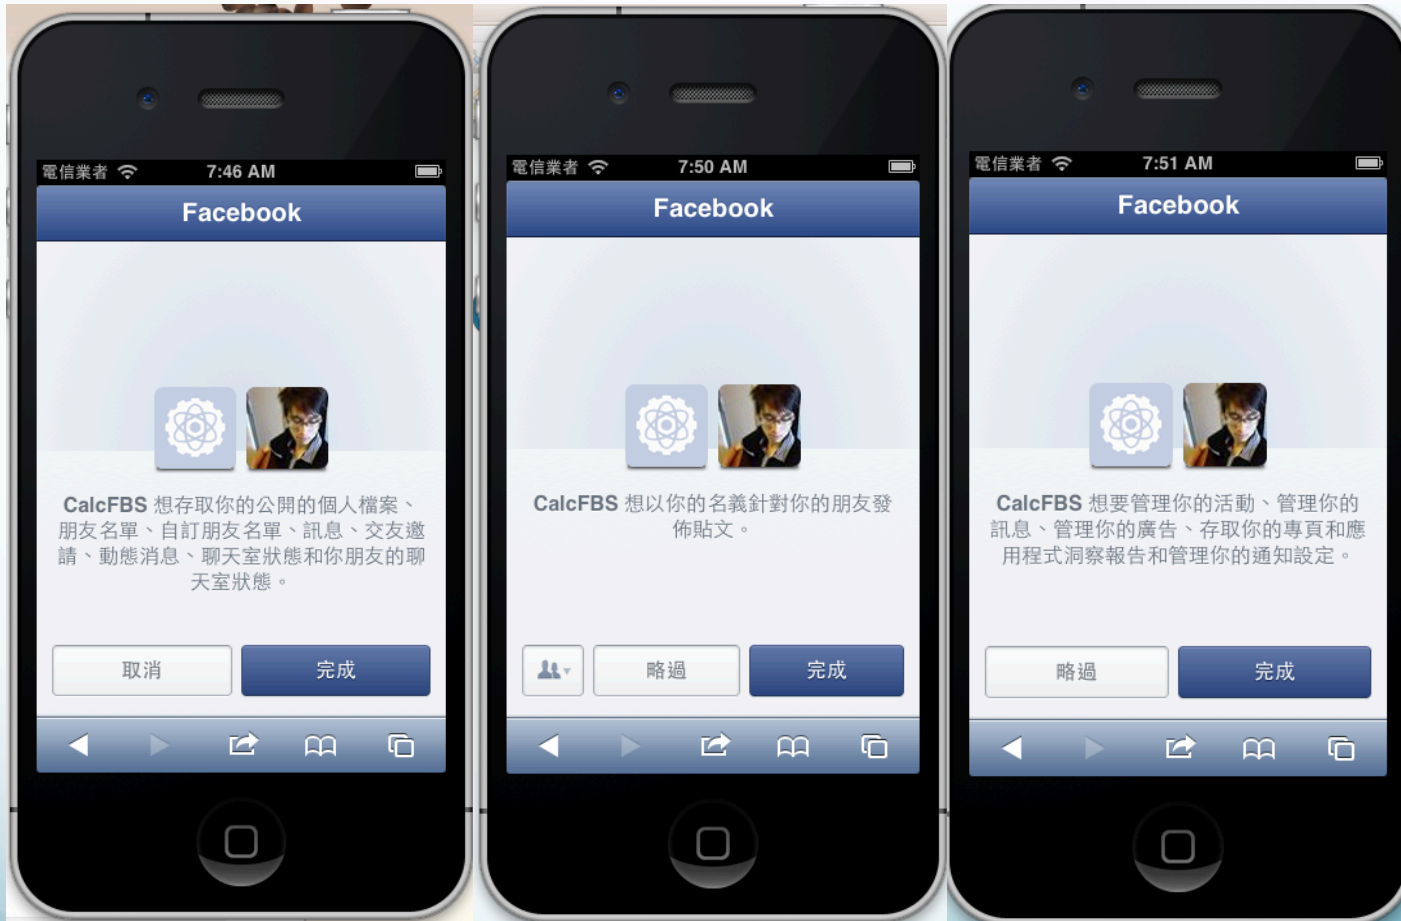 電信業者 7:46 AM
Facebook
CalcFBS 想存取你的公開的個人檔案、
朋友名單、自訂朋友名單、訊息、交友邀
請、動態消息、聊天室狀態和你朋友的聊
天室狀態。
取消 完成
電信業者 7:50 AM
Facebook
CalcFBS 想以你的名義針對你的朋友發
佈貼文。
略過 完成
電信業者 7:51 AM
Facebook
CalcFBS 想要管理你的活動、管理你的
訊息、管理你的廣告、存取你的專頁和應
用程式洞察報告和管理你的通知設定。
略過 完成